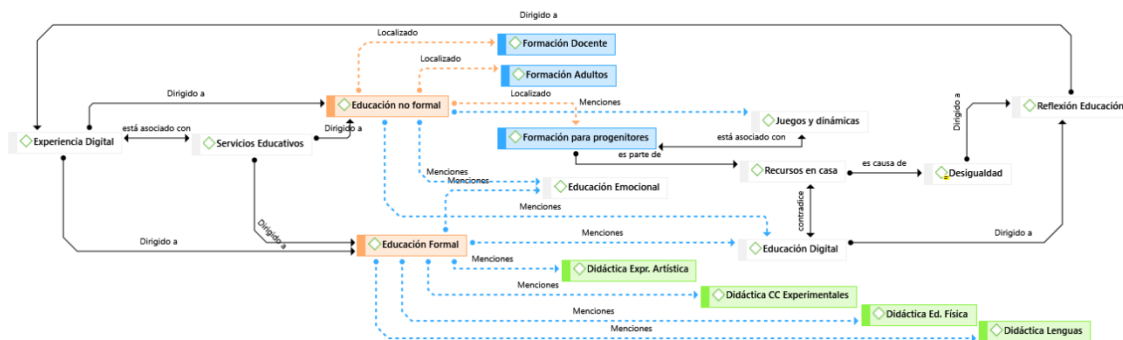 Dirigido a
Localizado
Formación Docente
Localizado
Formación Adultos
Dirigido a
Educación no formal
Localizado
Menciones
Reflexión Educación
Dirigido a
Juegos y dinámicas
Experiencia Digital
está asociado con
Servicios Educativos
Dirigido a
Formación para progenitores
está asociado con
es parte de
Recursos en casa
es causa de
Desigualdad
Menciones
Menciones
Educación Emocional
Menciones
contradice
Dirigido a
Dirigido a
Educación Formal
Menciones
Educación Digital
Dirigido a
Menciones
Didáctica Expr. Artística
Menciones
Didáctica CC Experimentales
Menciones
Didáctica Ed. Física
Menciones
Didáctica Lenguas